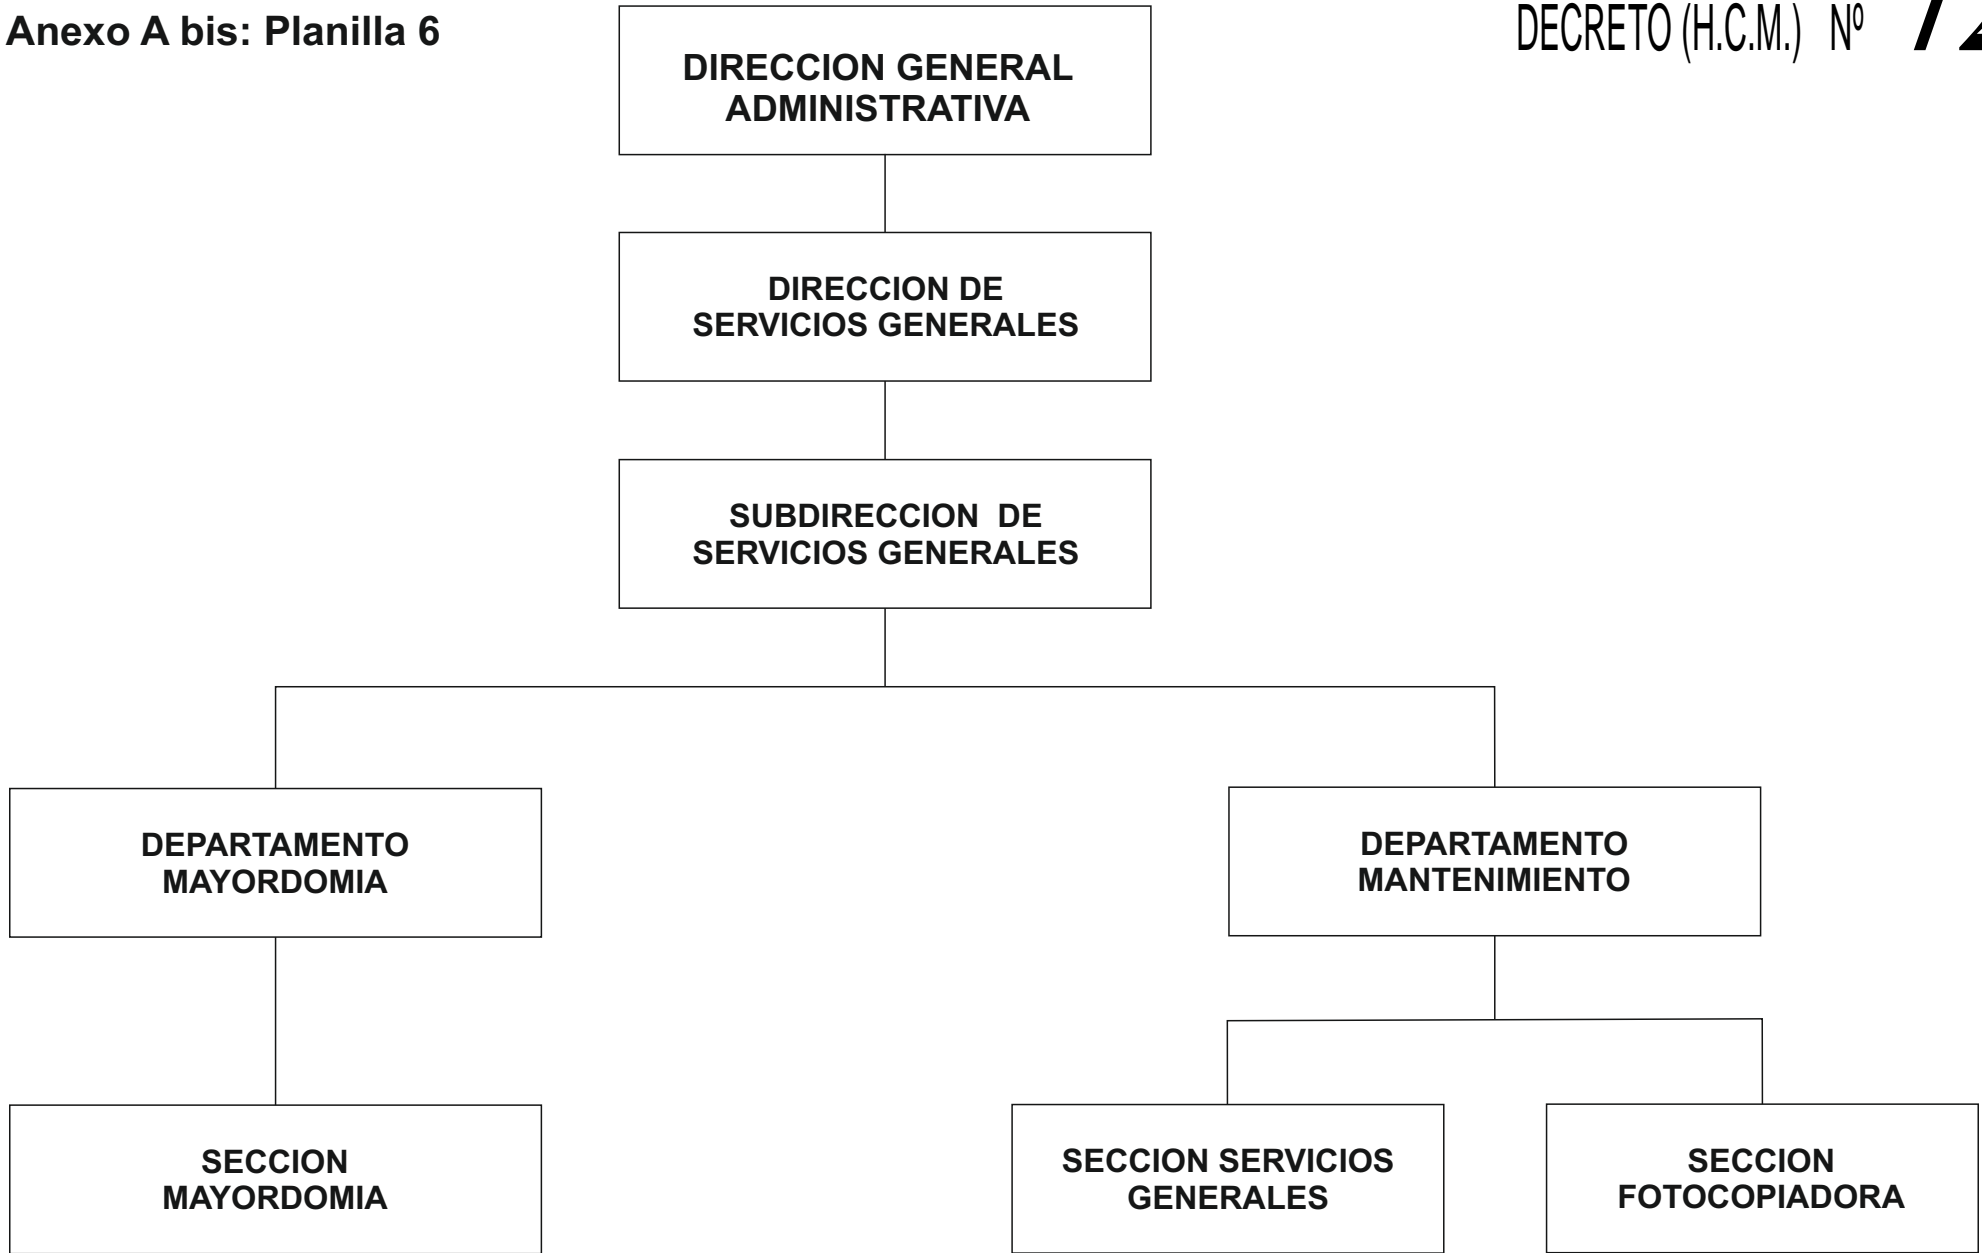 Anexo A bis: Planilla 6
DECRETO (H.C.M.) Nº
DIRECCION GENERAL
ADMINISTRATIVA
DIRECCION DE
SERVICIOS GENERALES
SUBDIRECCION DE
SERVICIOS GENERALES
DEPARTAMENTO
MAYORDOMIA
DEPARTAMENTO
MANTENIMIENTO
SECCION
MAYORDOMIA
SECCION SERVICIOS
GENERALES
SECCION
FOTOCOPIADORA